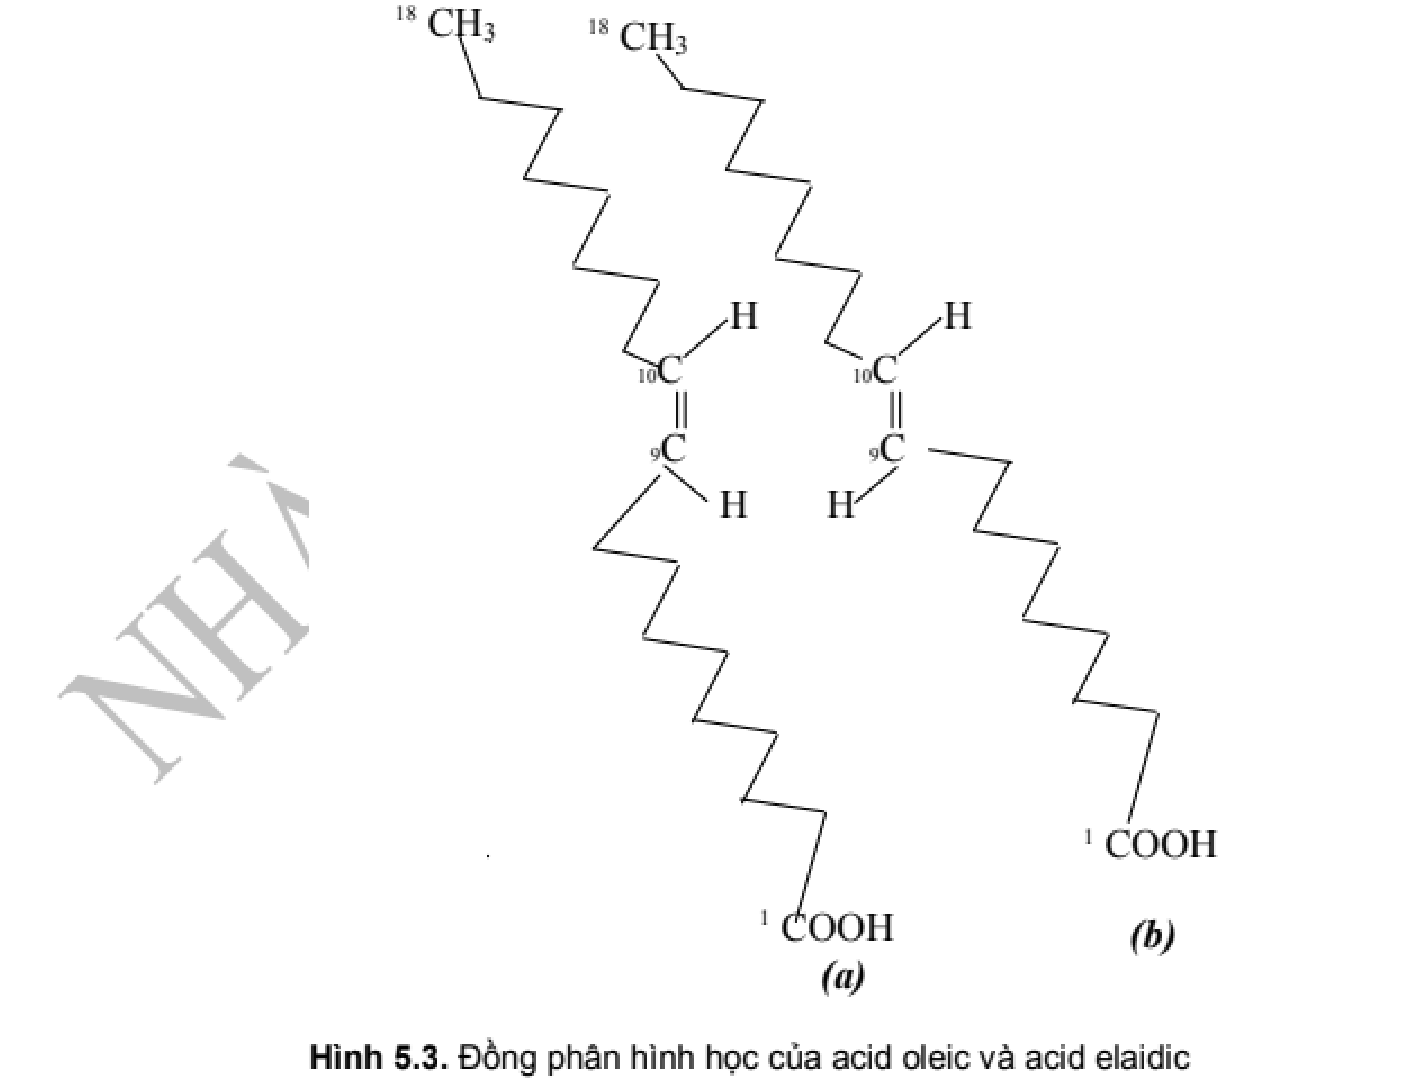 18 CH3
18 CH3
H
H
10C
10C
9C
9C
H
H
1 COOH
1 COOH
(b)
(a)
NHÀ
Hình 5.3. Đồng phân hình học của acid oleic và acid elaidic